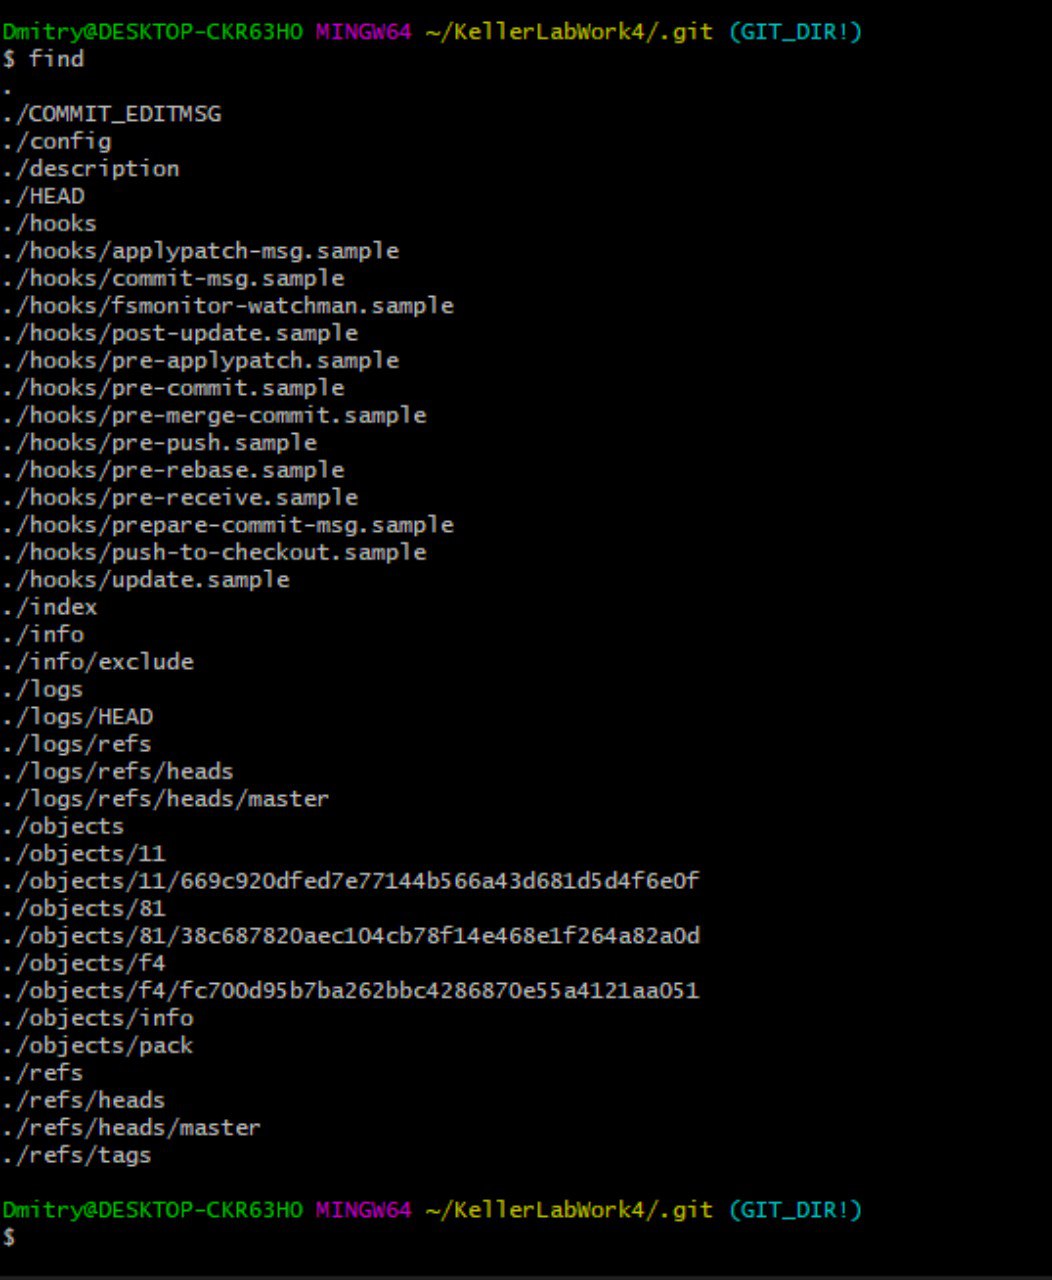 Dmitry@DESKTOP-CKR63HO MINGW64 ~/KellerLabWork4/.git (GIT_DIR!)
$ find
.
./COMMIT_EDITMSG
./config
./description
./HEAD
./hooks
./hooks/applypatch-msg.sample
./hooks/commit-msg.sample
./hooks/fsmonitor-watchman.sample
./hooks/post-update.sample
./hooks/pre-applypatch.sample
./hooks/pre-commit.sample
./hooks/pre-merge-commit.sample
./hooks/pre-push.sample
./hooks/pre-rebase.sample
./hooks/pre-receive.sample
./hooks/prepare-commit-msg.sample
./hooks/push-to-checkout.sample
./hooks/update.sample
./index
./info
./info/exclude
./logs
./logs/HEAD
./logs/refs
./logs/refs/heads
./logs/refs/heads/master
./objects
./objects/11
./objects/11/669c920dfed7e77144b566a43d681d5d4f6e0f
./objects/81
./objects/81/38c687820aec104cb78f14e468e1f264a82a0d
./objects/f4
./objects/f4/fc700d95b7ba262bbc4286870e55a4121aa051
./objects/info
./objects/pack
./refs
./refs/heads
./refs/heads/master
./refs/tags
Dmitry@DESKTOP-CKR63HO MINGW64 ~/KellerLabWork4/.git (GIT_DIR!)
$